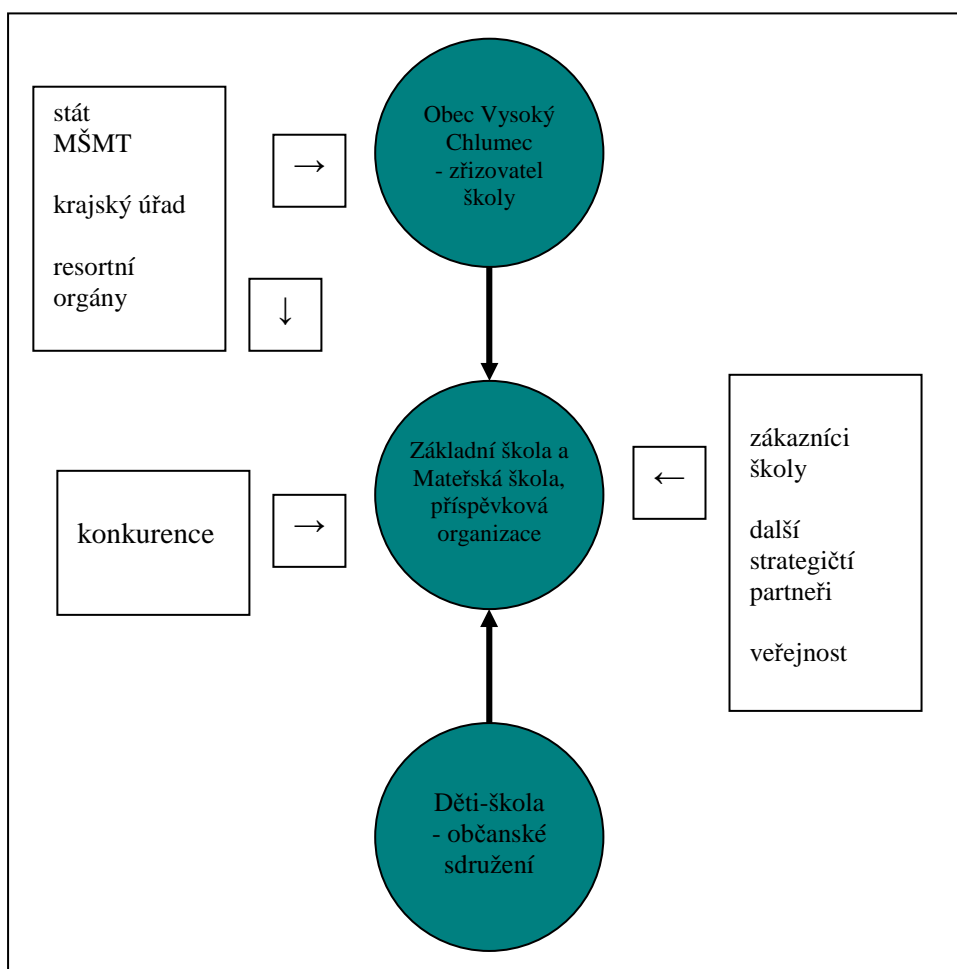 stát
MŠMT
krajský úřad
resortní
orgány
→
↓
Obec Vysoký
Chlumec
- zřizovatel
školy
konkurence
→
Základní škola a
Mateřská škola,
příspěvková
organizace
←
zákazníci
školy
další
strategičtí
partneři
veřejnost
Děti-škola
- občanské
sdružení